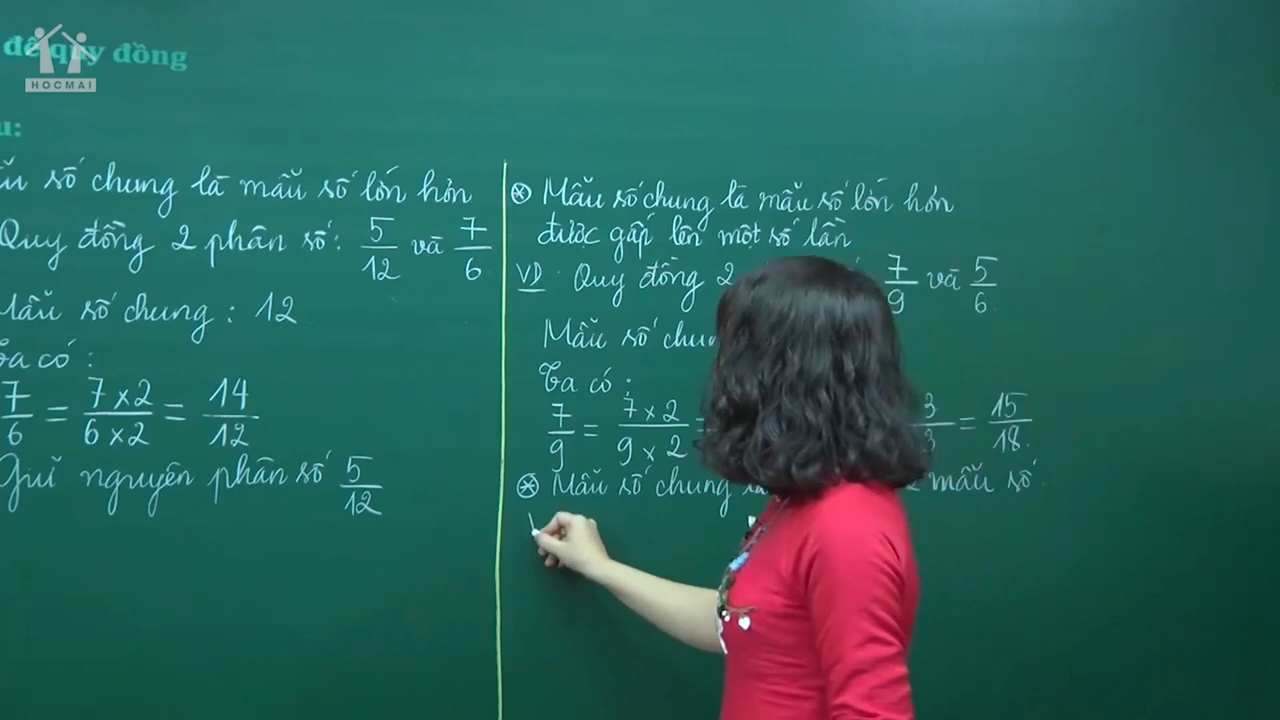 để quy đồng
HOCMAI
số chung là mẫu số lớn hơn
Quy đồng 2 phân số: 5/12 và 7/6
Mẫu số chung: 12
Ta có:
7/6 = 7 x 2 / 6 x 2 = 14/12
Giữ nguyên phân số 5/12
⊛ Mẫu số chung là mẫu số lớn hơn
được gấp lên một số lần
VD Quy đồng 2 7/9 và 5/6.
Mẫu số
Ta có:
7/9 = 7 x 2 / 9 x 2 = 3/3 = 15/18.
⊛ Mẫu số chung 2 mẫu số.